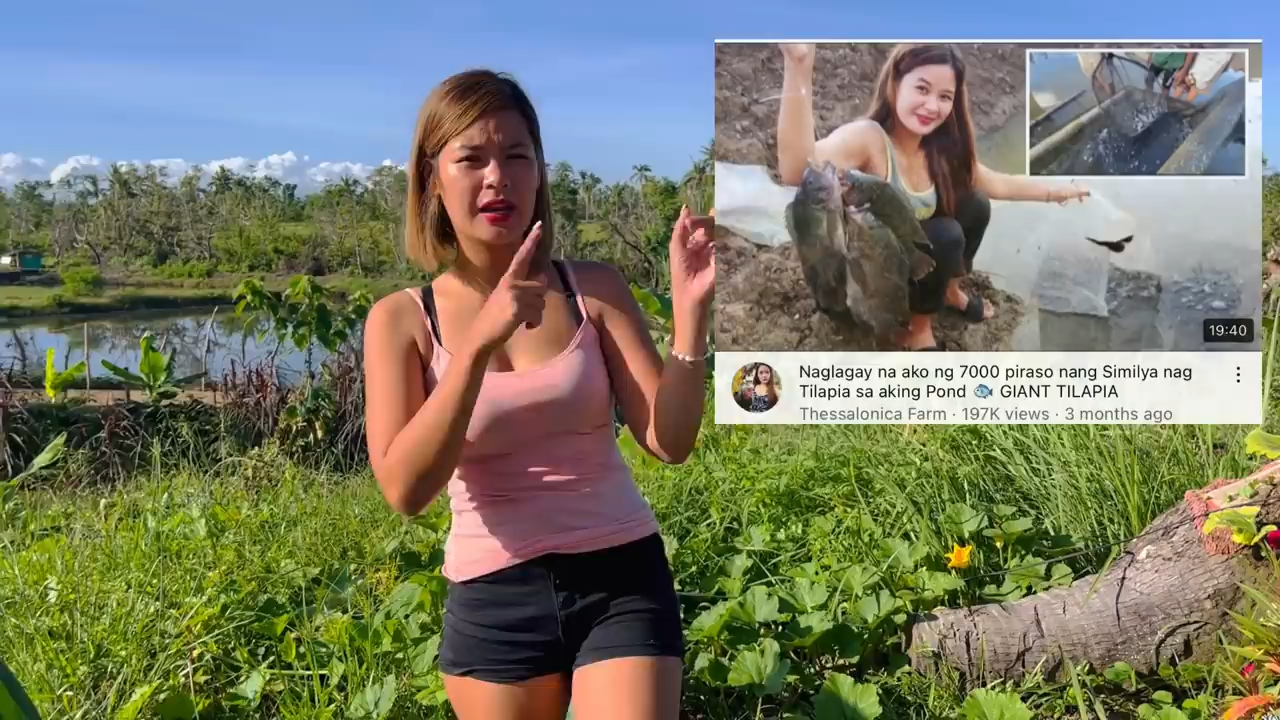 19:40
Naglagay na ako ng 7000 piraso nang Similya nag
Tilapia sa aking Pond 🐟 GIANT TILAPIA
Thessalonica Farm · 197K views · 3 months ago